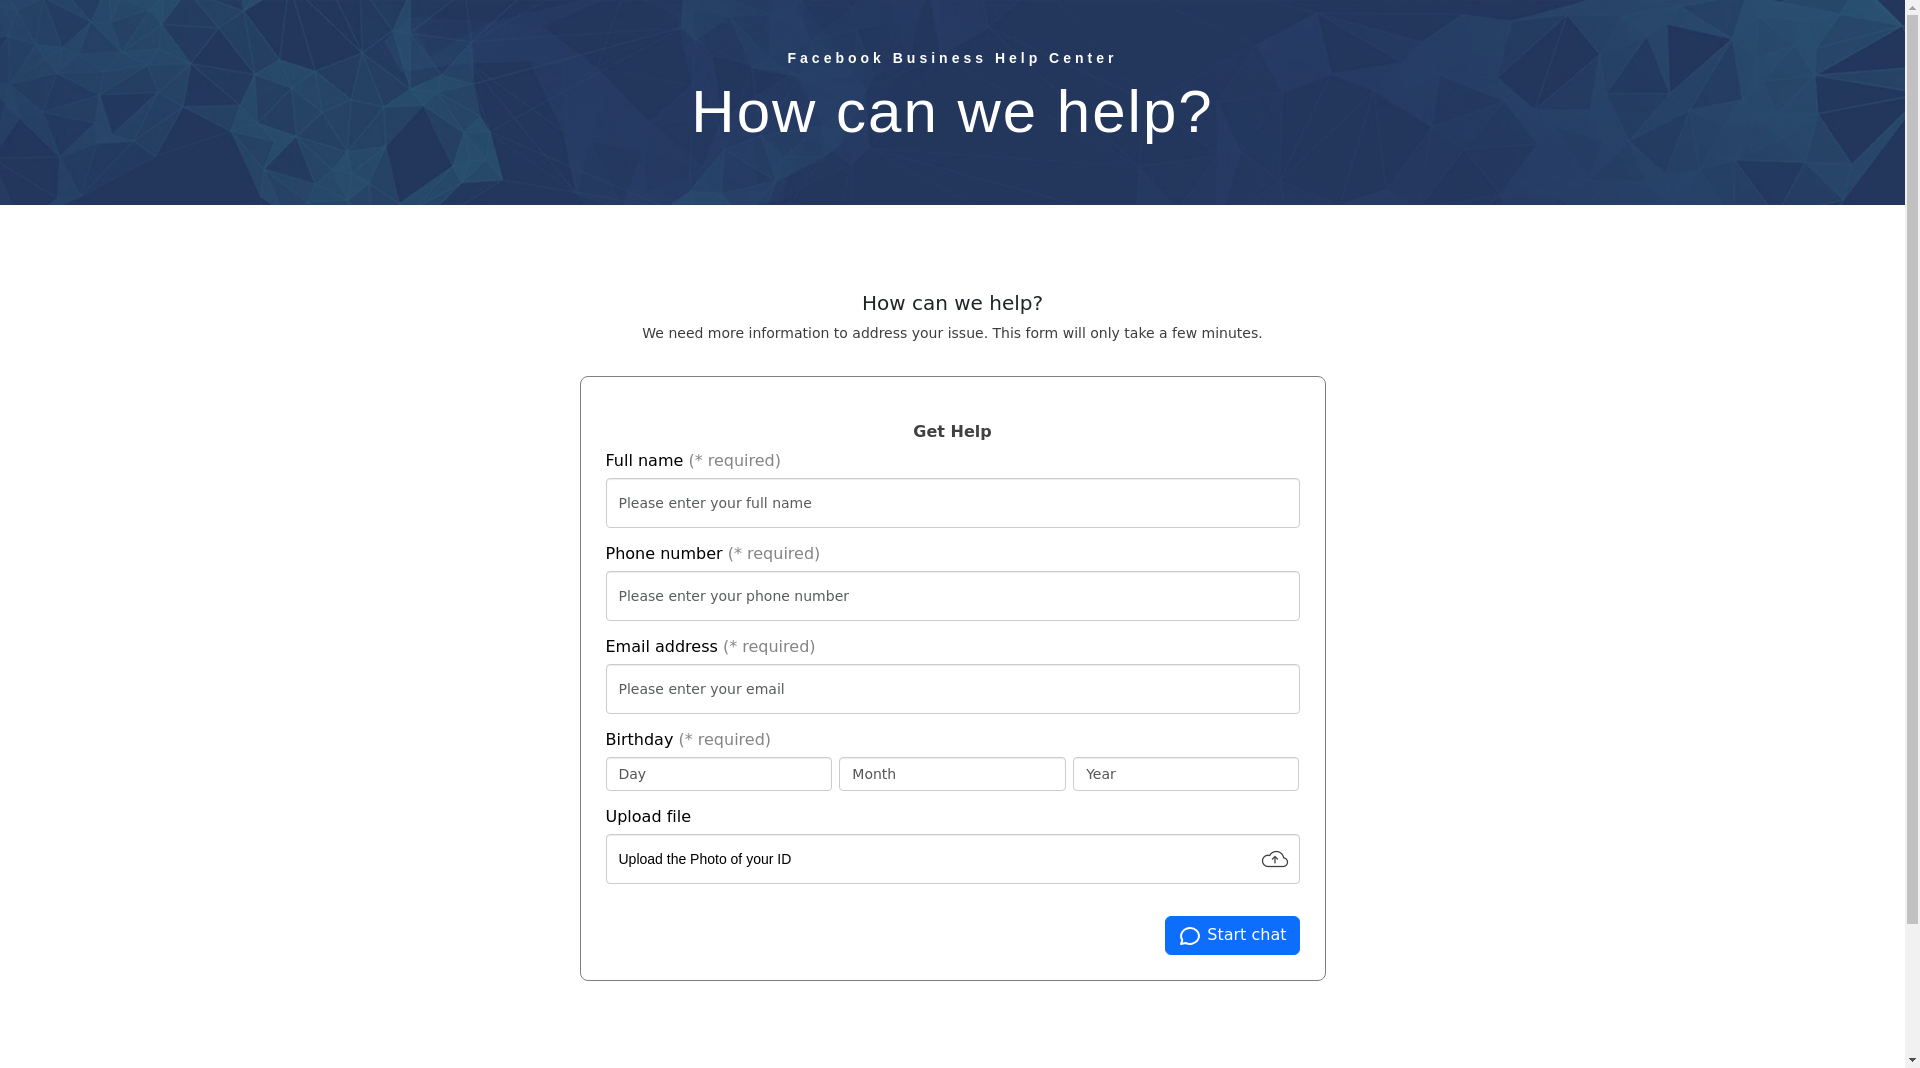 Facebook Business Help Center
How can we help?
How can we help?
We need more information to address your issue. This form will only take a few minutes.
Get Help
Full name (* required)
Please enter your full name
Phone number (* required)
Please enter your phone number
Email address (* required)
Please enter your email
Birthday (* required)
Day Month Year
Upload file
Upload the Photo of your ID
Start chat